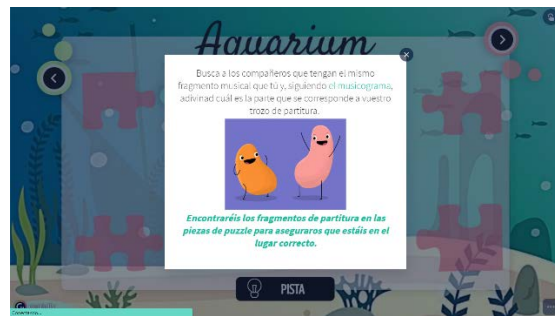 Aquarium
Busca a los compañeros que tengan el mismo
fragmento musical que tú y, siguiendo el musicograma,
adivinad cuál es la parte que se corresponde a vuestro
trozo de partitura.
Encontraréis los fragmentos de partitura en las
piezas de puzzle para aseguraros que estáis en el
lugar correcto.
PISTA